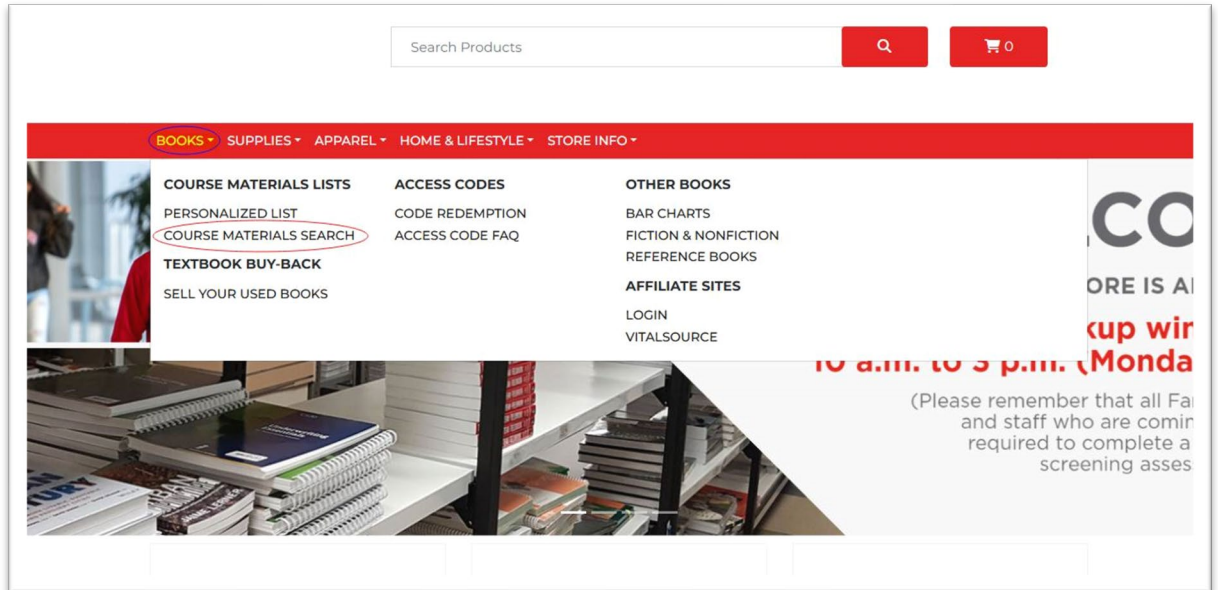 Search Products
0
BOOKS SUPPLIES APPAREL HOME & LIFESTYLE STORE INFO
COURSE MATERIALS LISTS
PERSONALIZED LIST
COURSE MATERIALS SEARCH
TEXTBOOK BUY-BACK
SELL YOUR USED BOOKS
ACCESS CODES
CODE REDEMPTION
ACCESS CODE FAQ
OTHER BOOKS
BAR CHARTS
FICTION & NONFICTION
REFERENCE BOOKS
AFFILIATE SITES
LOGIN
VITALSOURCE
LCO
ORE IS A
kup wir
10 a.m. to 3 p.m. (Monda
(Please remember that all Fa
and staff who are comin
required to complete a
screening asses